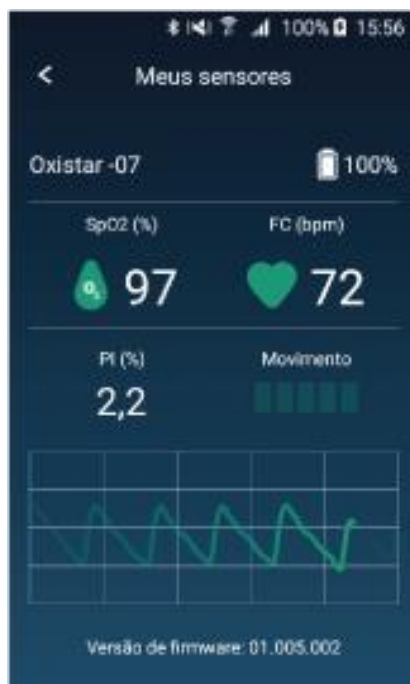 100% 15:56
< Meus sensores
Oxistar -07 100%
SpO2 (%) FC (bpm)
O₂ 97 72
PI (%) Movimento
2,2
Versão de firmware: 01.005.002